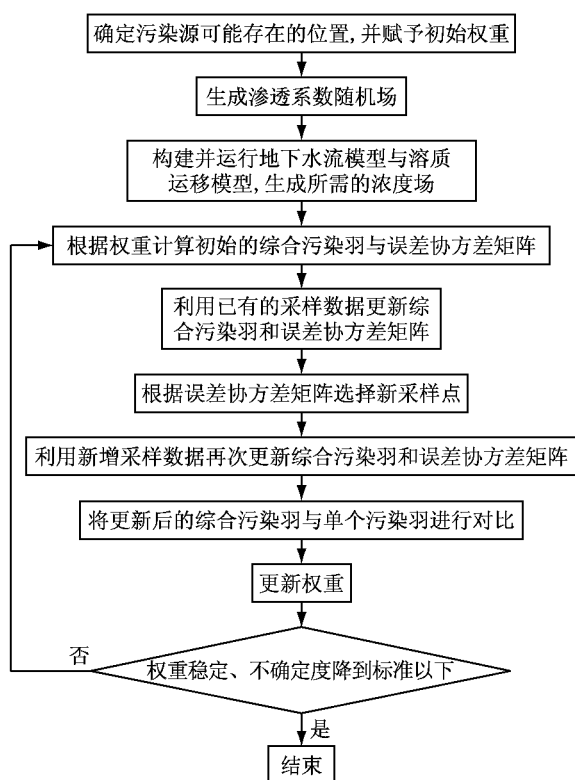 确定污染源可能存在的位置,并赋予初始权重
生成渗透系数随机场
构建并运行地下水流模型与溶质
运移模型,生成所需的浓度场
根据权重计算初始的综合污染羽与误差协方差矩阵
利用已有的采样数据更新综
合污染羽和误差协方差矩阵
根据误差协方差矩阵选择新采样点
利用新增采样数据再次更新综合污染羽和误差协方差矩阵
将更新后的综合污染羽与单个污染羽进行对比
更新权重
否
权重稳定、不确定度降到标准以下
是
结束